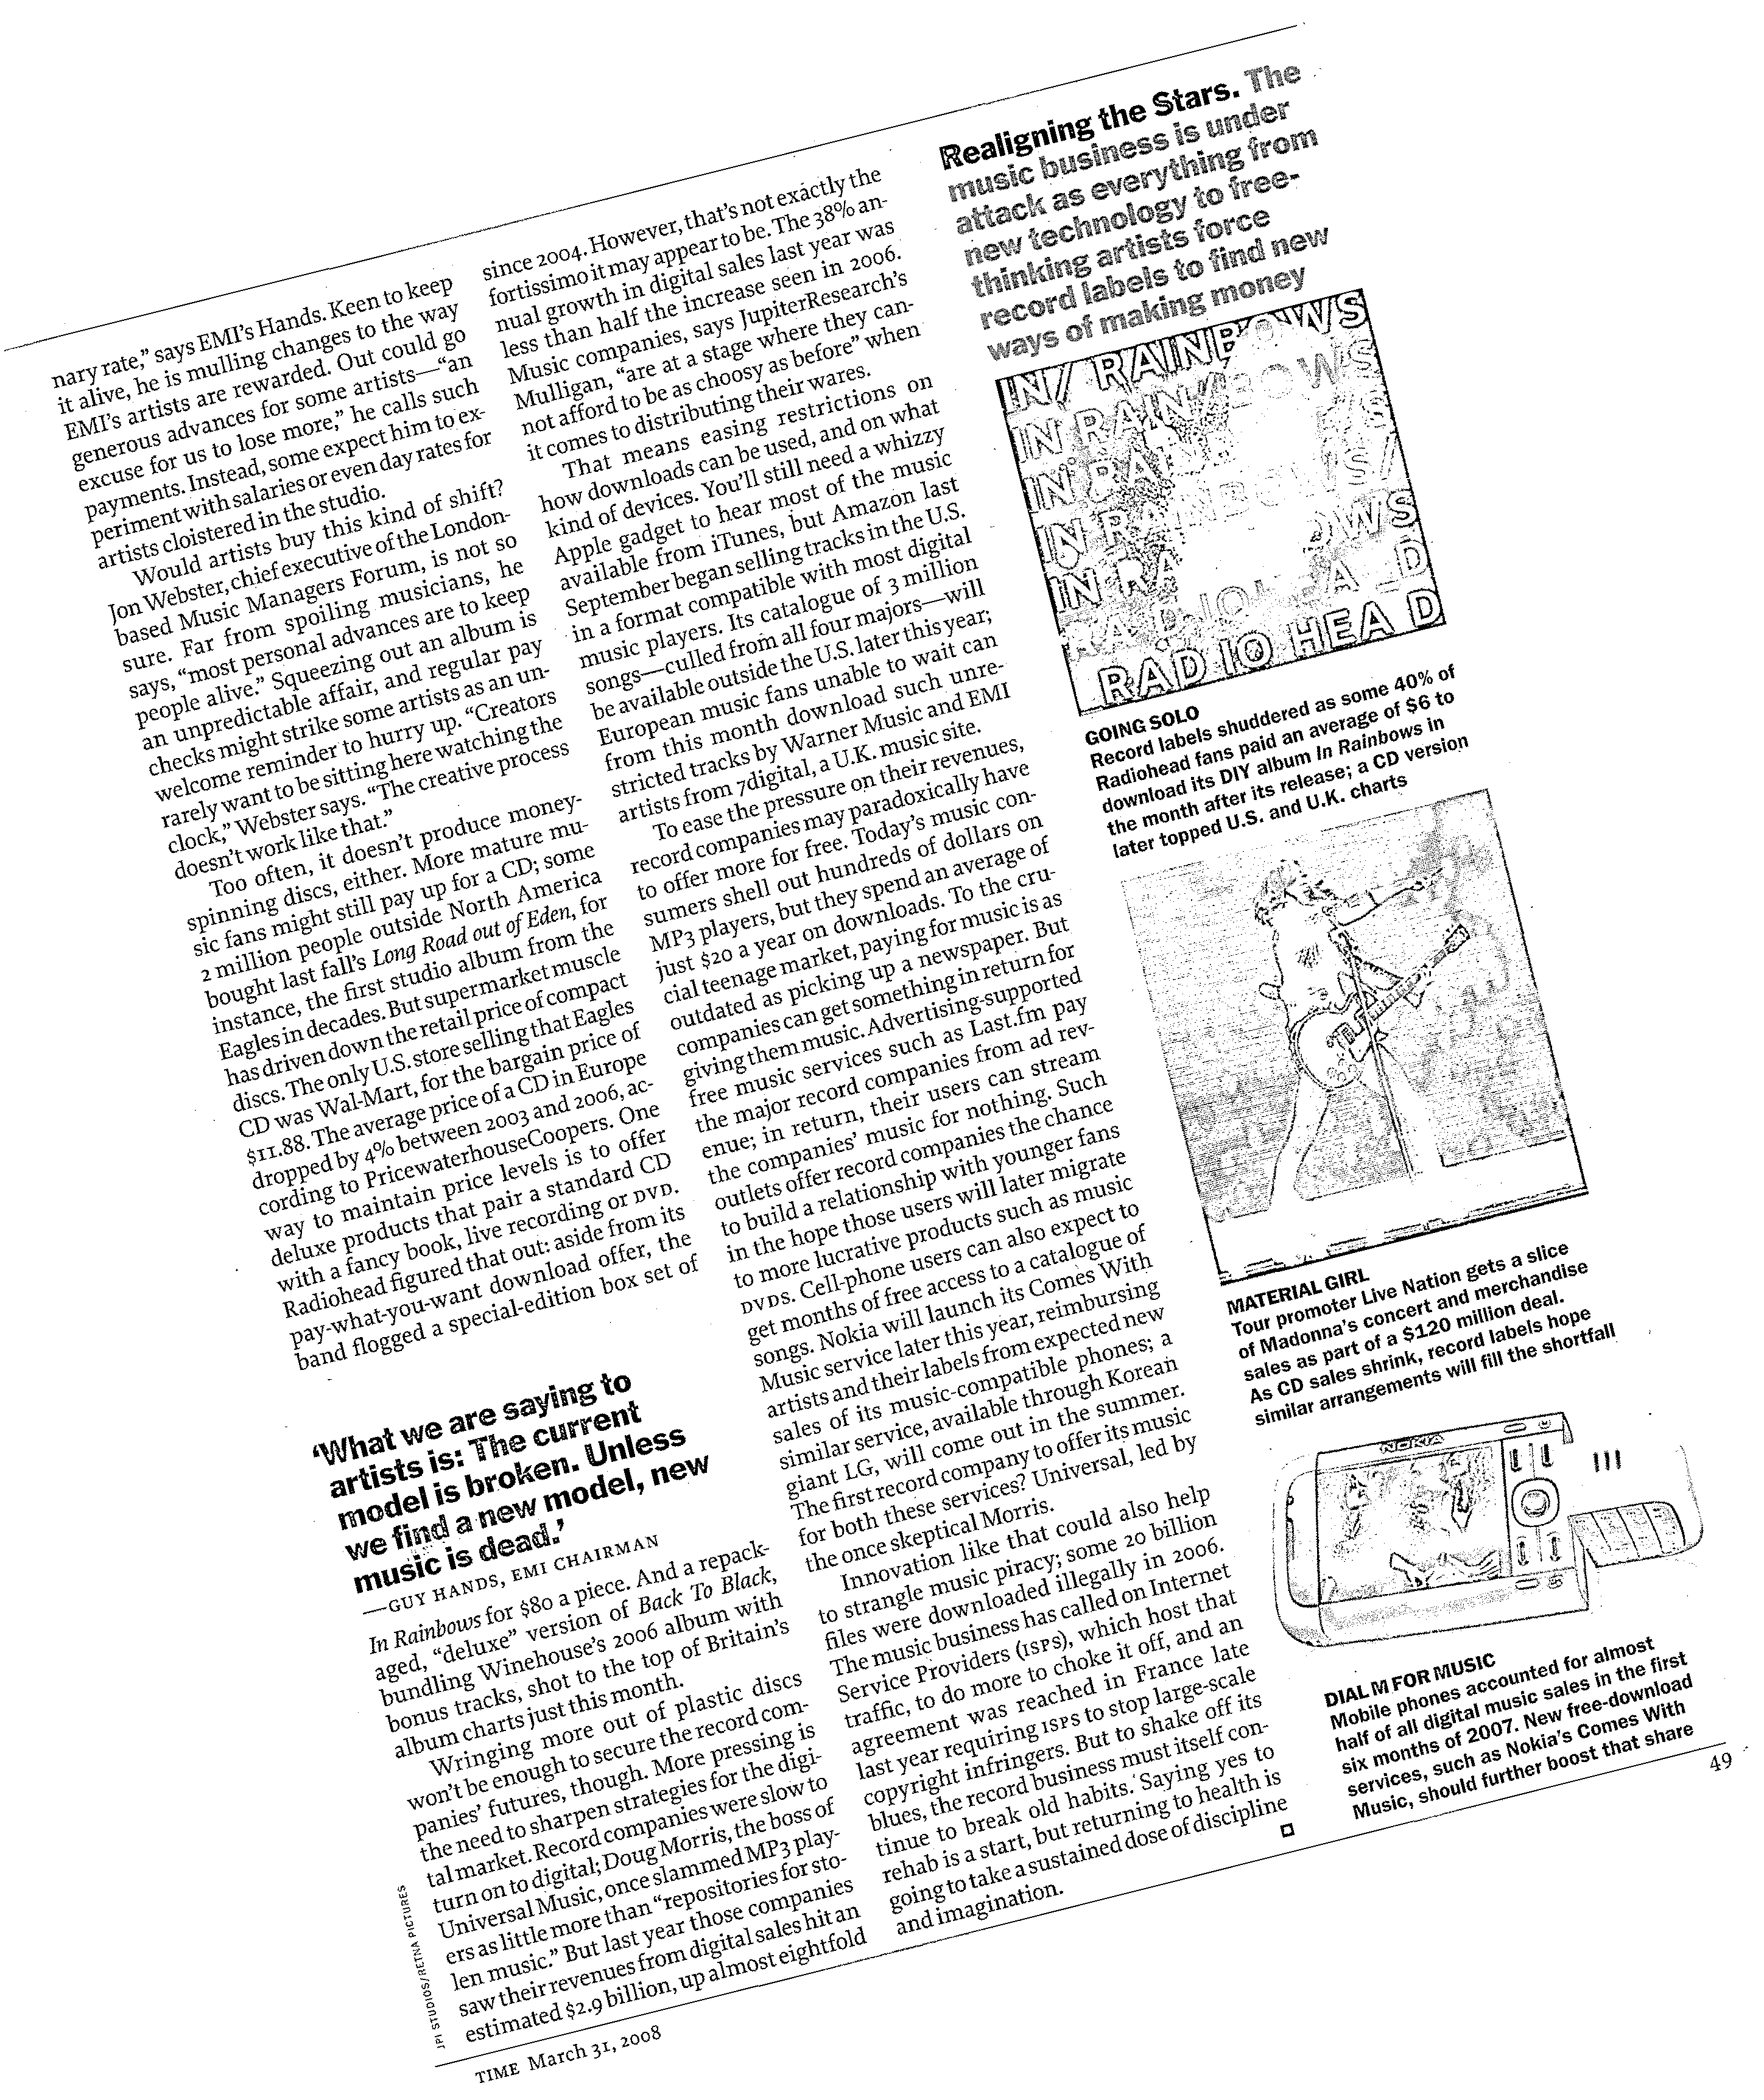 nary rate,” says EMI’s Hands. Keen to keep
it alive, he is mulling changes to the way
EMI’s artists are rewarded. Out could go
generous advances for some artists—“an
excuse for us to lose more,” he calls such
payments. Instead, some expect him to ex-
periment with salaries or even day rates for
artists cloistered in the studio.
Would artists buy this kind of shift?
Jon Webster, chief executive of the London-
based Music Managers Forum, is not so
sure. Far from spoiling musicians, he
says, “most personal advances are to keep
people alive.” Squeezing out an album is
an unpredictable affair, and regular pay
checks might strike some artists as an un-
welcome reminder to hurry up. “Creators
rarely want to be sitting here watching the
clock,” Webster says. “The creative process
doesn’t work like that.”
Too often, it doesn’t produce money-
spinning discs, either. More mature mu-
sic fans might still pay up for a CD; some
2 million people outside North America
bought last fall’s Long Road out of Eden, for
instance, the first studio album from the
Eagles in decades. But supermarket muscle
has driven down the retail price of compact
discs. The only U.S. store selling that Eagles
CD was Wal-Mart, for the bargain price of
$11.88. The average price of a CD in Europe
dropped by 4% between 2003 and 2006, ac-
cording to PricewaterhouseCoopers. One
way to maintain price levels is to offer
deluxe products that pair a standard CD
with a fancy book, live recording or DVD.
Radiohead figured that out: aside from its
pay-what-you-want download offer, the
band flogged a special-edition box set of
‘What we are saying to
artists is: The current
model is broken. Unless
we find a new model, new
music is dead.’
—GUY HANDS, EMI CHAIRMAN
In Rainbows for $80 a piece. And a repack-
aged, “deluxe” version of Back To Black,
bundling Winehouse’s 2006 album with
bonus tracks, shot to the top of Britain’s
album charts just this month.
Wringing more out of plastic discs
won’t be enough to secure the record com-
panies’ futures, though. More pressing is
the need to sharpen strategies for the digi-
tal market. Record companies were slow to
turn on to digital; Doug Morris, the boss of
Universal Music, once slammed MP3 play-
ers as little more than “repositories for sto-
len music.” But last year those companies
saw their revenues from digital sales hit an
estimated $2.9 billion, up almost eightfold
since 2004. However, that’s not exactly the
fortissimo it may appear to be. The 38% an-
nual growth in digital sales last year was
less than half the increase seen in 2006.
Music companies, says JupiterResearch’s
Mulligan, “are at a stage where they can-
not afford to be as choosy as before” when
it comes to distributing their wares.
That means easing restrictions on
how downloads can be used, and on what
kind of devices. You’ll still need a whizzy
Apple gadget to hear most of the music
available from iTunes, but Amazon last
September began selling tracks in the U.S.
in a format compatible with most digital
music players. Its catalogue of 3 million
songs—culled from all four majors—will
be available outside the U.S. later this year;
European music fans unable to wait can
from this month download such unre-
stricted tracks by Warner Music and EMI
artists from 7digital, a U.K. music site.
To ease the pressure on their revenues,
record companies may paradoxically have
to offer more for free. Today’s music con-
sumers shell out hundreds of dollars on
MP3 players, but they spend an average of
just $20 a year on downloads. To the cru-
cial teenage market, paying for music is as
outdated as picking up a newspaper. But
companies can get something in return for
giving them music. Advertising-supported
free music services such as Last.fm pay
the major record companies from ad rev-
enue; in return, their users can stream
the companies’ music for nothing. Such
outlets offer record companies the chance
to build a relationship with younger fans
in the hope those users will later migrate
to more lucrative products such as music
DVDs. Cell-phone users can also expect to
get months of free access to a catalogue of
songs. Nokia will launch its Comes With
Music service later this year, reimbursing
artists and their labels from expected new
sales of its music-compatible phones; a
similar service, available through Korean
giant LG, will come out in the summer.
The first record company to offer its music
for both these services? Universal, led by
the once skeptical Morris.
Innovation like that could also help
to strangle music piracy; some 20 billion
files were downloaded illegally in 2006.
The music business has called on Internet
Service Providers (ISPs), which host that
traffic, to do more to choke it off, and an
agreement was reached in France late
last year requiring ISPs to stop large-scale
copyright infringers. But to shake off its
blues, the record business must itself con-
tinue to break old habits. Saying yes to
rehab is a start, but returning to health is
going to take a sustained dose of discipline
and imagination.
Realigning the Stars. The
music business is under
attack as everything from
new technology to free-
thinking artists force
record labels to find new
ways of making money
IN/ RAINBOWS
IN RAIN/BOWS
IN RAINBOWS/
RADIOHEA_D
RAD IO HEA D
GOING SOLO
Record labels shuddered as some 40% of
Radiohead fans paid an average of $6 to
download its DIY album In Rainbows in
the month after its release; a CD version
later topped U.S. and U.K. charts
MATERIAL GIRL
Tour promoter Live Nation gets a slice
of Madonna’s concert and merchandise
sales as part of a $120 million deal.
As CD sales shrink, record labels hope
similar arrangements will fill the shortfall
NOKIA
DIAL M FOR MUSIC
Mobile phones accounted for almost
half of all digital music sales in the first
six months of 2007. New free-download
services, such as Nokia’s Comes With
Music, should further boost that share
JPI STUDIOS/RETNA PICTURES
TIME March 31, 2008
49